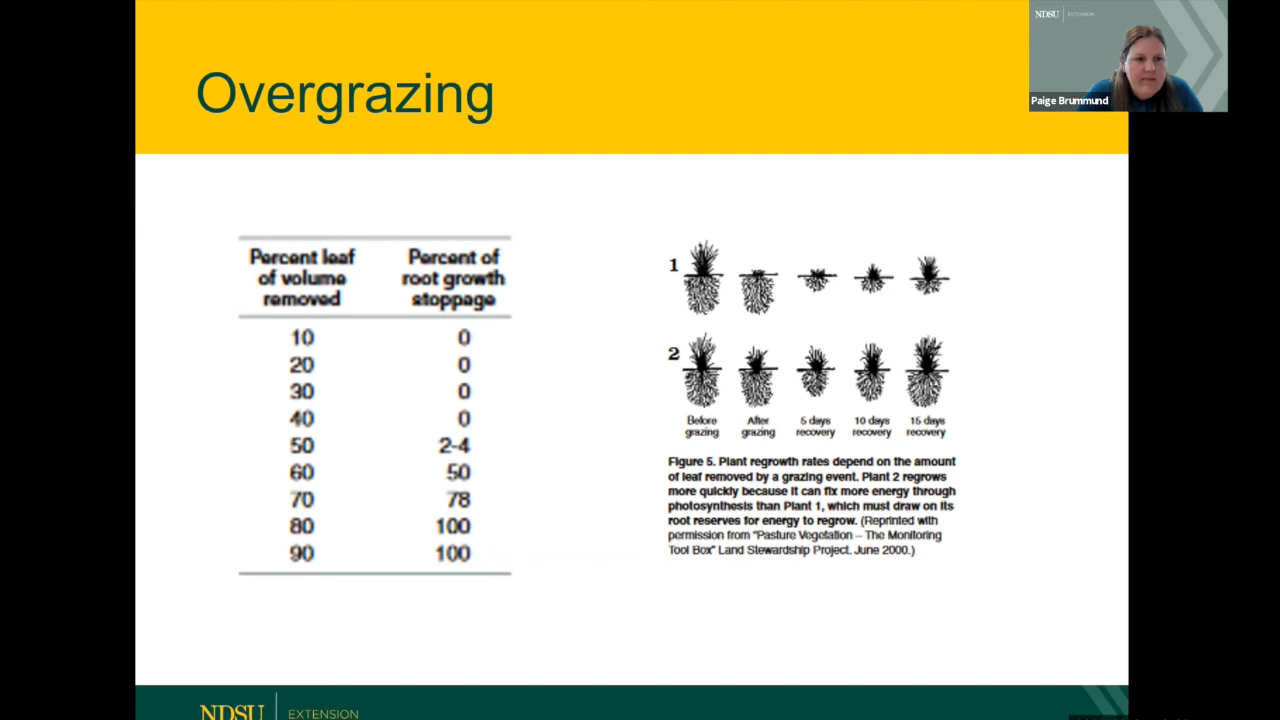 NDSU EXTENSION
Paige Brummund
Overgrazing
Percent leaf of volume removed
Percent of root growth stoppage
10 0
20 0
30 0
40 0
50 2-4
60 50
70 78
80 100
90 100
1
2
Before grazing
After grazing
5 days recovery
10 days recovery
15 days recovery
Figure 5. Plant regrowth rates depend on the amount
of leaf removed by a grazing event. Plant 2 regrows
more quickly because it can fix more energy through
photosynthesis than Plant 1, which must draw on its
root reserves for energy to regrow. (Reprinted with
permission from "Pasture Vegetation – The Monitoring
Tool Box" Land Stewardship Project. June 2000.)
NDSU EXTENSION